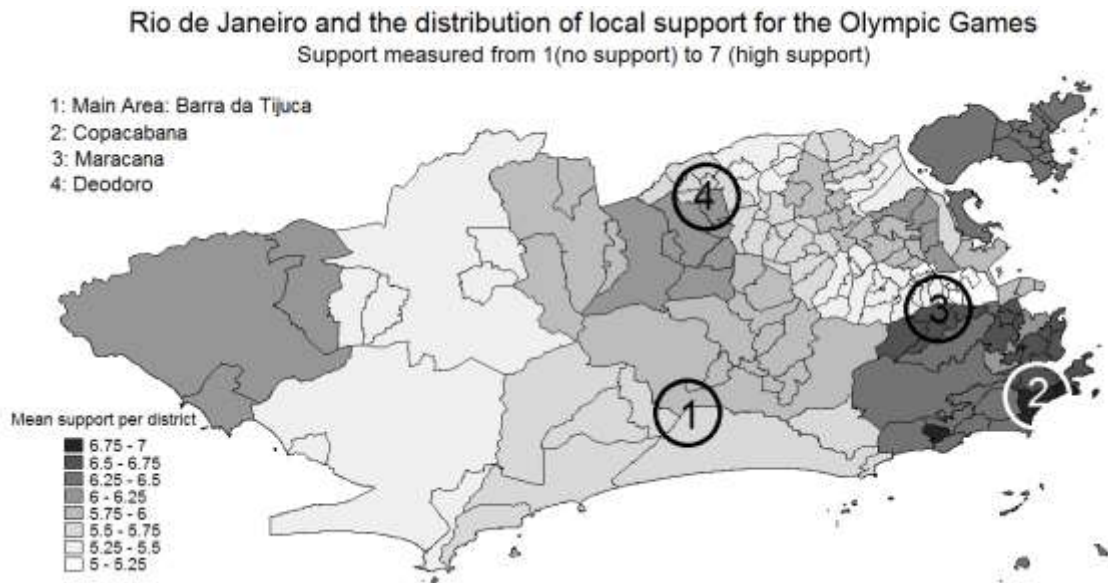 Rio de Janeiro and the distribution of local support for the Olympic Games
Support measured from 1(no support) to 7 (high support)
1: Main Area: Barra da Tijuca
2: Copacabana
3: Maracana
4: Deodoro
4
3
2
1
Mean support per district
6.75 - 7
6.5 - 6.75
6.25 - 6.5
6 - 6.25
5.75 - 6
5.5 - 5.75
5.25 - 5.5
5 - 5.25